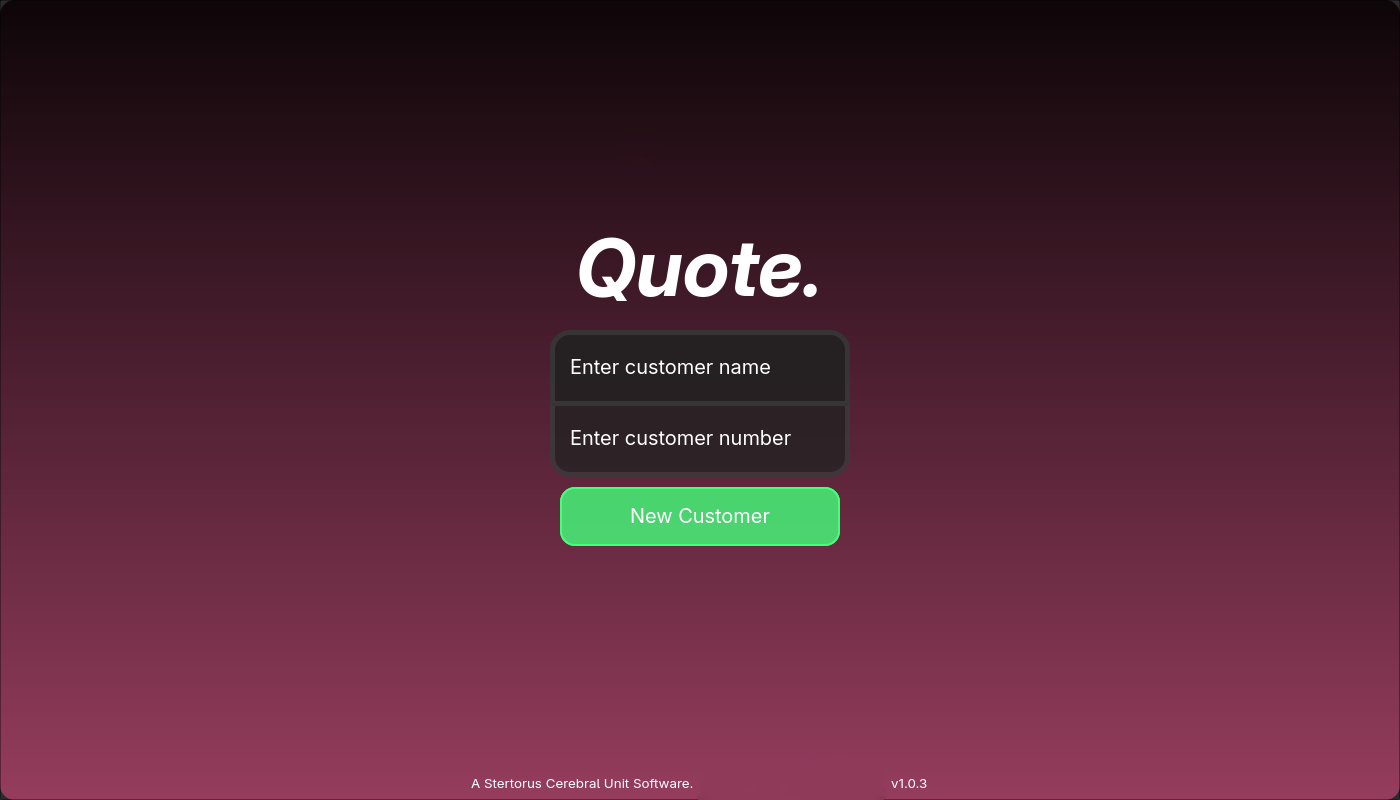 Quote.
Enter customer name
Enter customer number
New Customer
A Stertorus Cerebral Unit Software. v1.0.3